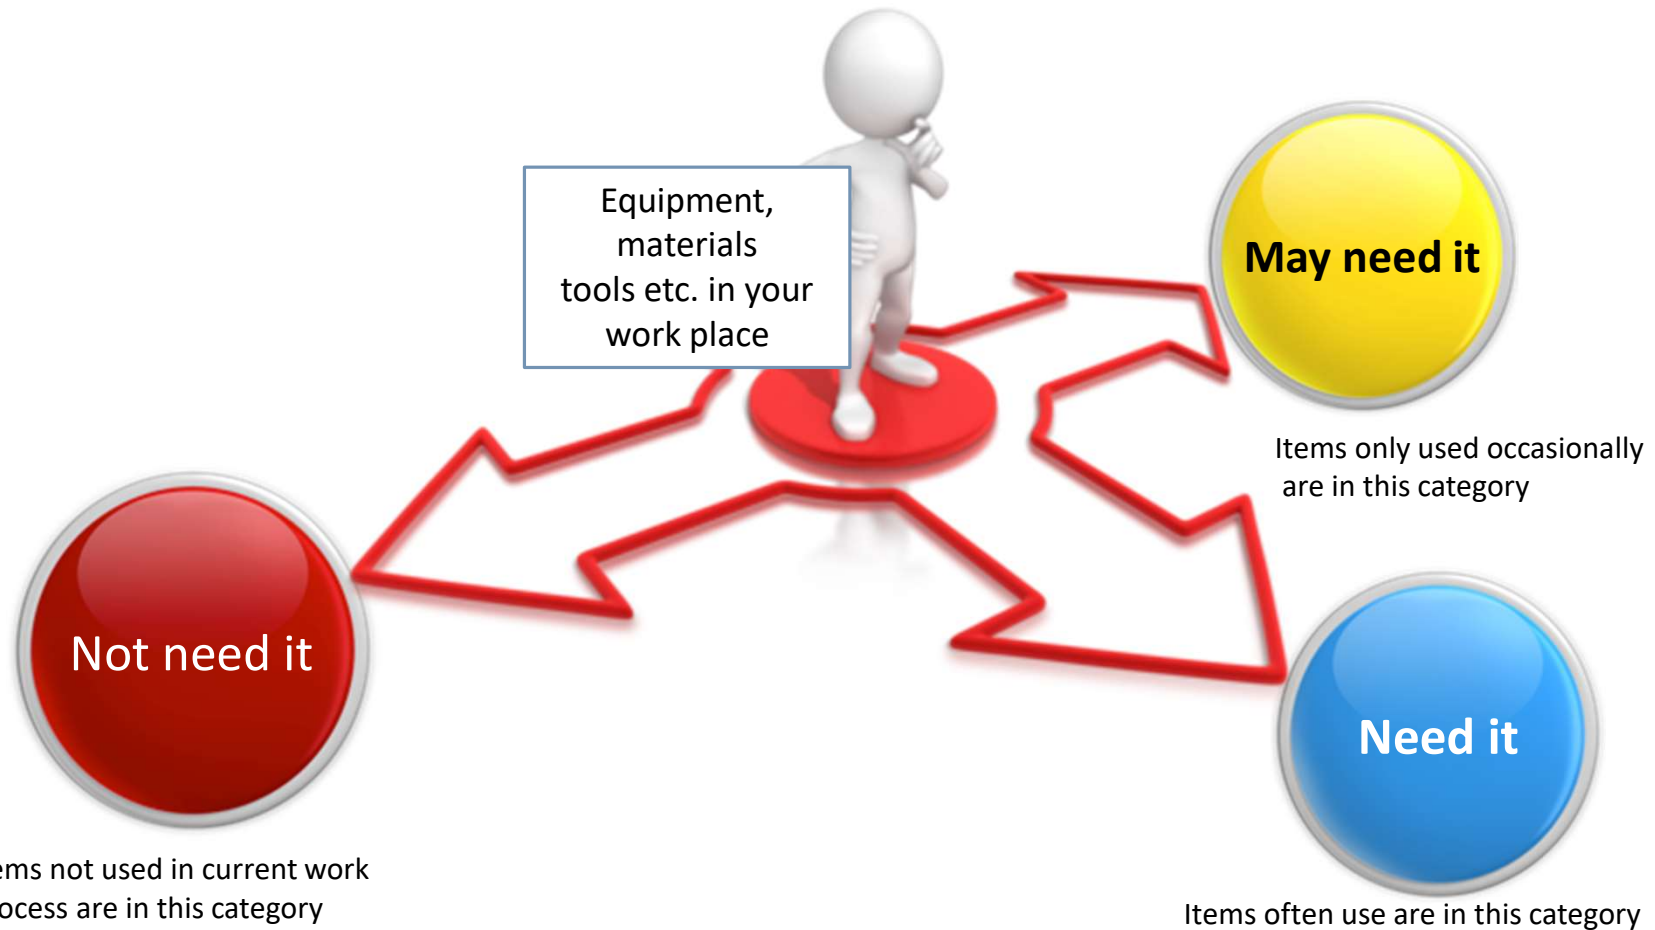 Equipment,
materials
tools etc. in your
work place
May need it
Items only used occasionally
are in this category
Not need it
ems not used in current work
ocess are in this category
Need it
Items often use are in this category